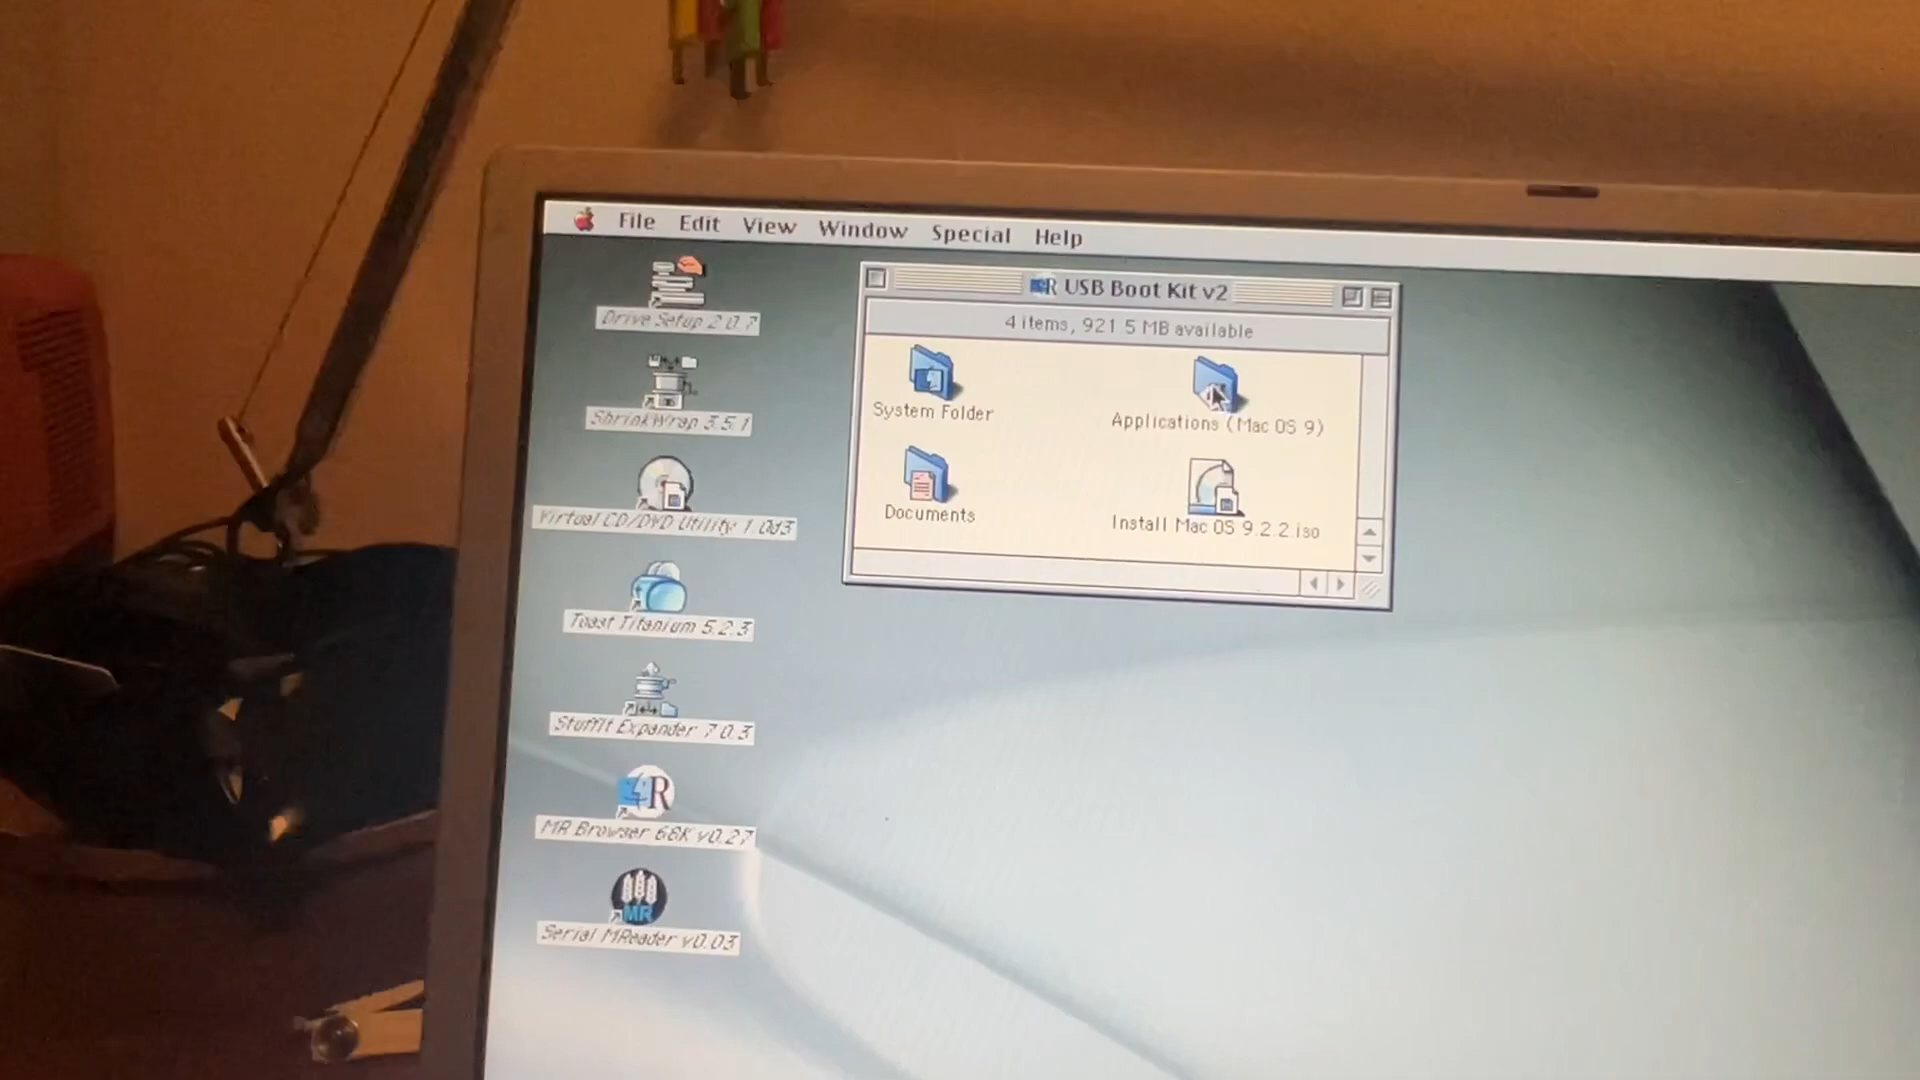 File Edit View Window Special Help
Drive Setup 2.0.7
ShrinkWrap 3.5.1
Virtual CD/DVD Utility 1.0d3
Toast Titanium 5.2.3
StuffIt Expander 7.0.3
MR Browser 68K v0.27
MR
Serial MReader v0.03
USB Boot Kit v2
4 items, 921.5 MB available
System Folder
Applications (Mac OS 9)
Documents
Install Mac OS 9.2.2.iso